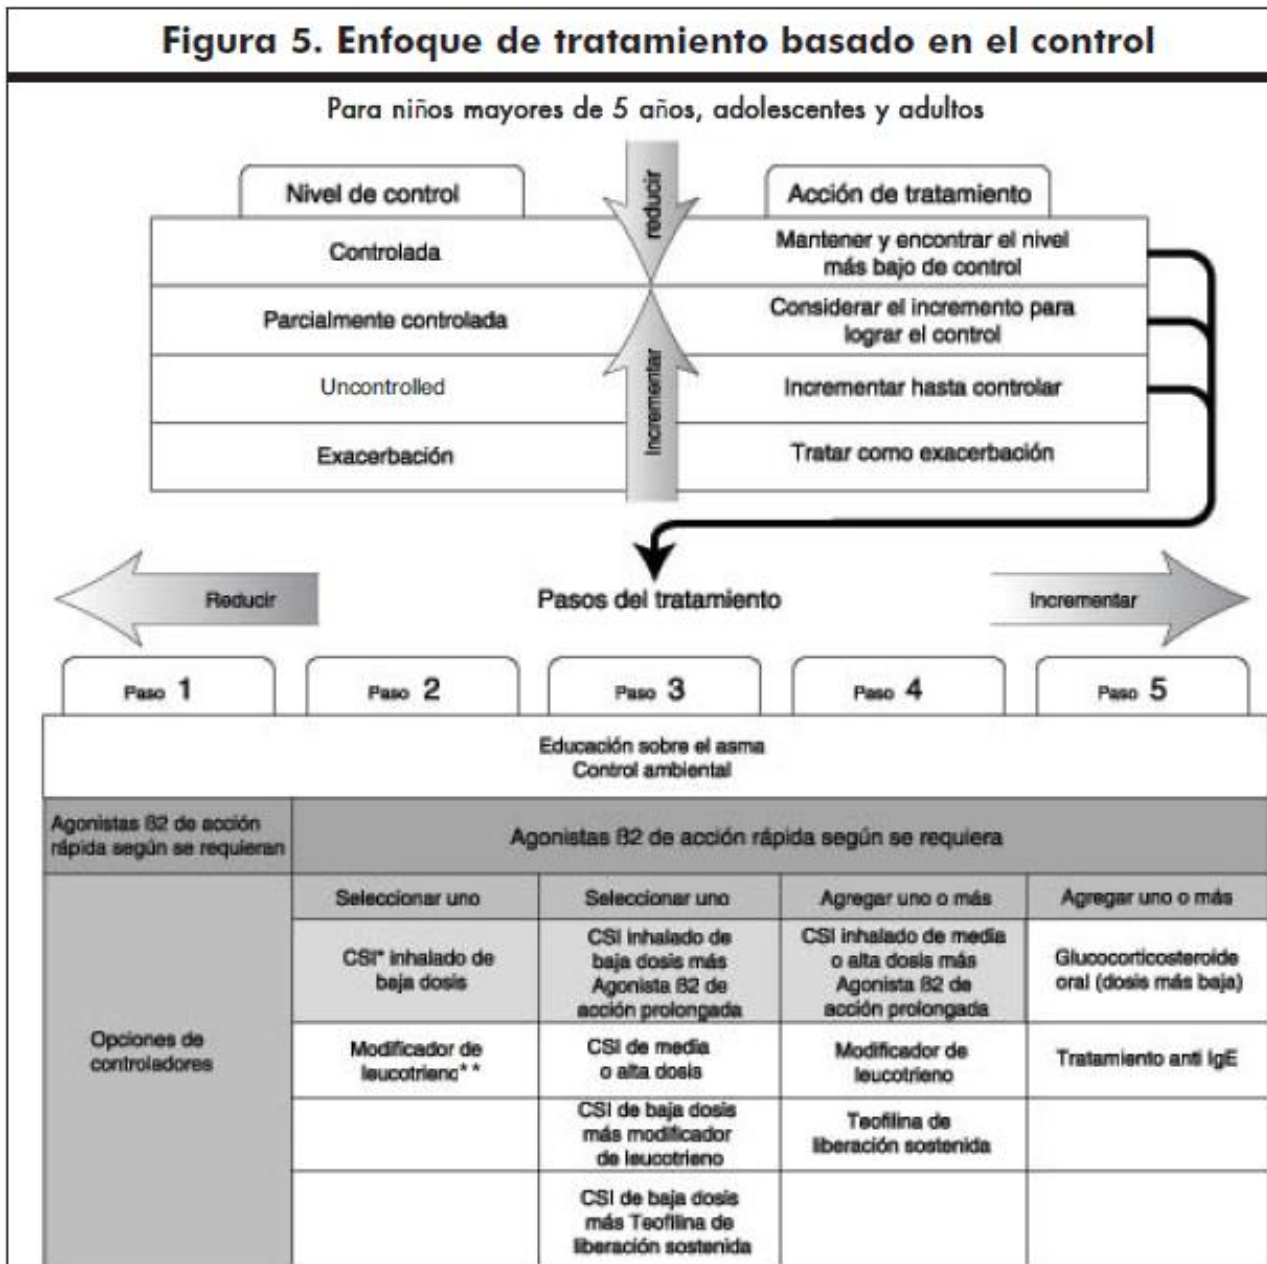 Figura 5. Enfoque de tratamiento basado en el control
Para niños mayores de 5 años, adolescentes y adultos
Nivel de control
reducir
Acción de tratamiento
Controlada
Mantener y encontrar el nivel
más bajo de control
Parcialmente controlada
Considerar el incremento para
lograr el control
Uncontrolled
Incrementar
Incrementar hasta controlar
Exacerbación
Tratar como exacerbación
Reducir
Pasos del tratamiento
Incrementar
Paso 1
Paso 2
Paso 3
Paso 4
Paso 5
Educación sobre el asma
Control ambiental
Agonistas ß2 de acción
rápida según se requieran
Agonistas ß2 de acción rápida según se requiera
Seleccionar uno
Seleccionar uno
Agregar uno o más
Agregar uno o más
Opciones de
controladores
CSI* inhalado de
baja dosis
CSI inhalado de
baja dosis más
Agonista ß2 de
acción prolongada
CSI inhalado de media
o alta dosis más
Agonista ß2 de
acción prolongada
Glucocorticosteroide
oral (dosis más baja)
Modificador de
leucotrieno**
CSI de media
o alta dosis
Modificador de
leucotrieno
Tratamiento anti IgE
CSI de baja dosis
más modificador
de leucotrieno
Teofilina de
liberación sostenida
CSI de baja dosis
más Teofilina de
liberación sostenida